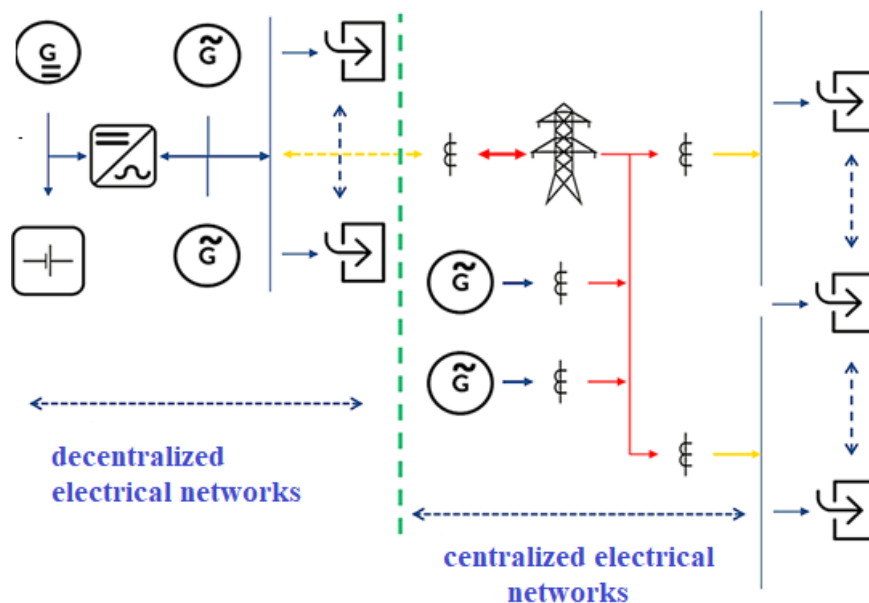 G
G
G
G
G
decentralized
electrical networks
centralized electrical
networks